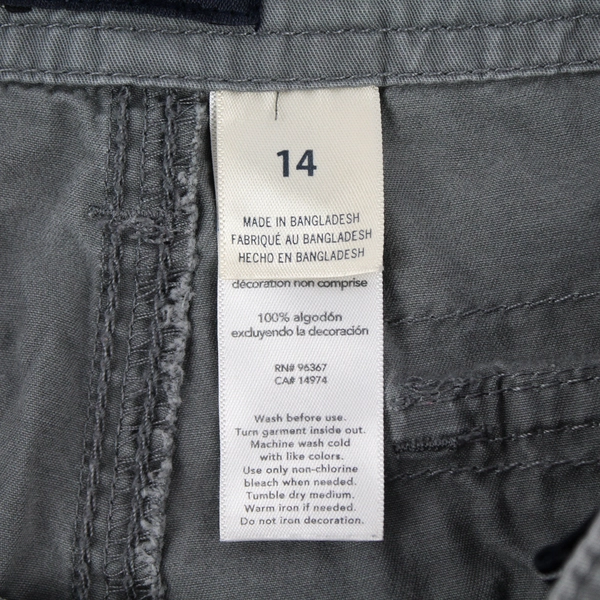 14
MADE IN BANGLADESH
FABRIQUÉ AU BANGLADESH
HECHO EN BANGLADESH
décoration non comprise
100% algodón
excluyendo la decoración
RN# 96367
CA# 14974
Wash before use.
Turn garment inside out.
Machine wash cold
with like colors.
Use only non-chlorine
bleach when needed.
Tumble dry medium.
Warm iron if needed.
Do not iron decoration.